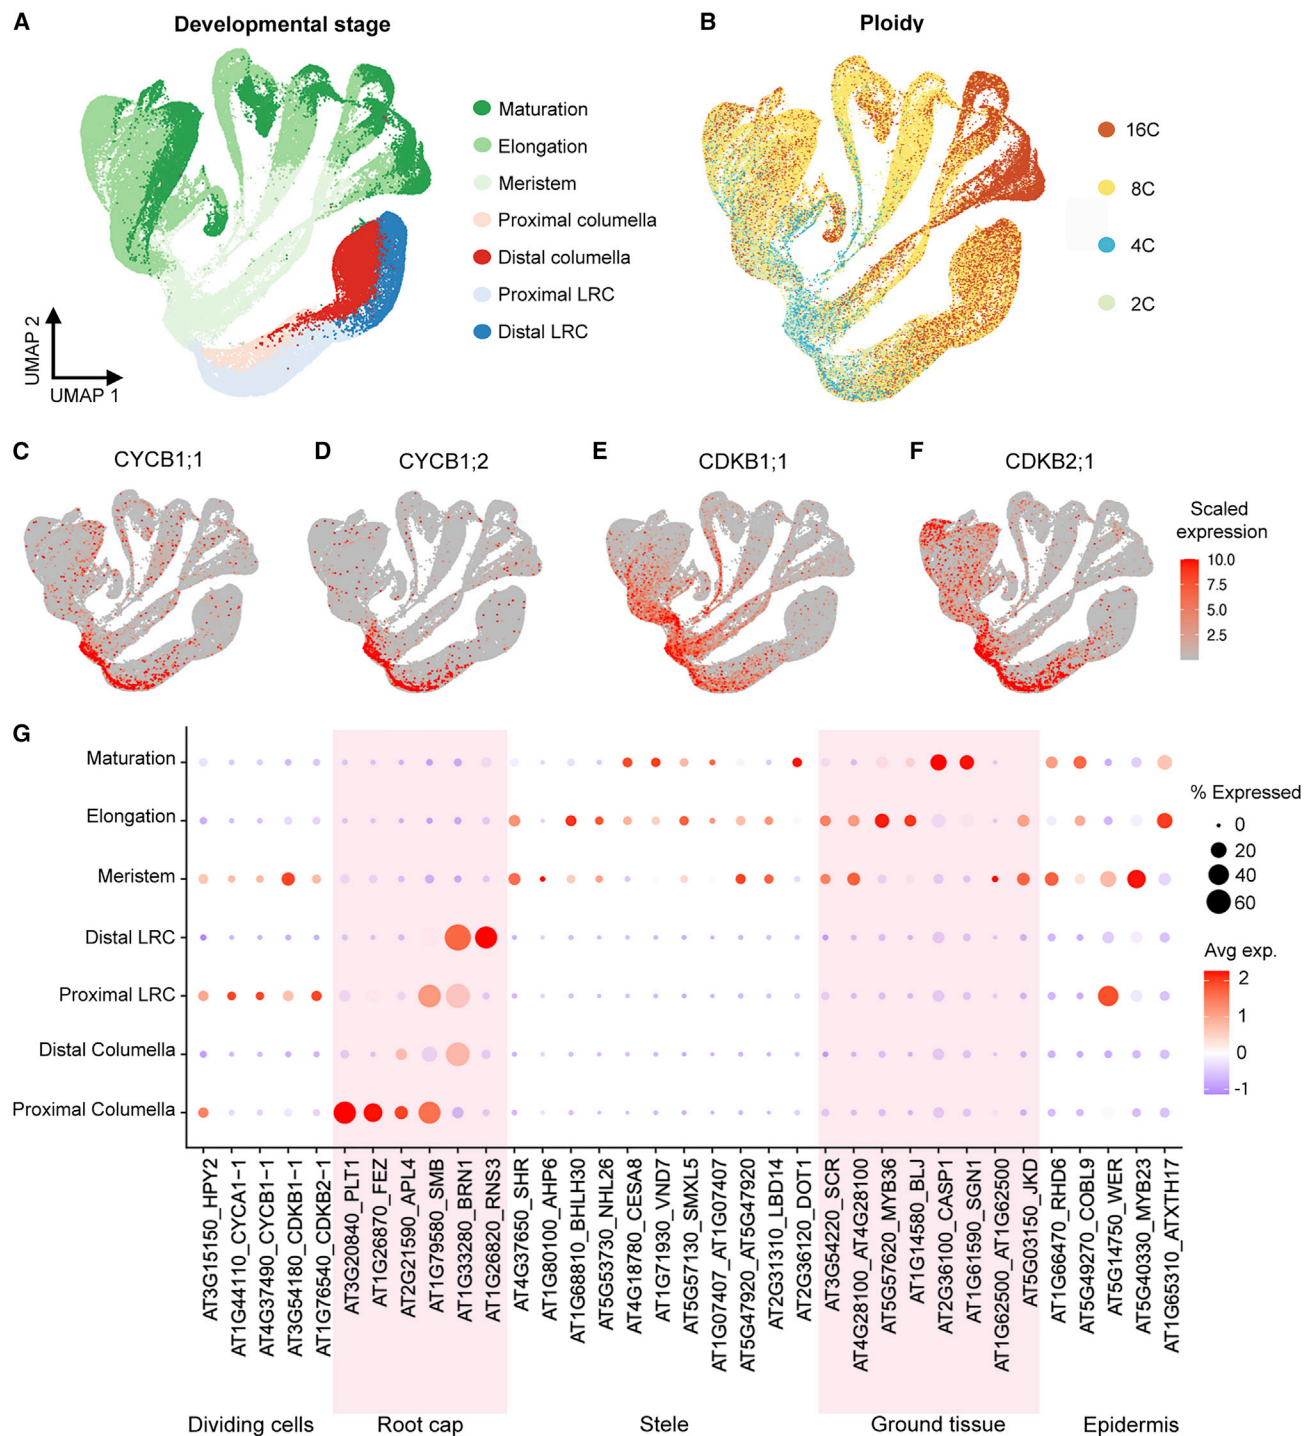 A
Developmental stage
Maturation
Elongation
Meristem
Proximal columella
Distal columella
Proximal LRC
Distal LRC
UMAP 2
UMAP 1
B
Ploidy
16C
8C
4C
2C
C
CYCB1;1
D
CYCB1;2
E
CDKB1;1
F
CDKB2;1
Scaled
expression
10.0
7.5
5.0
2.5
G
Maturation
Elongation
Meristem
Distal LRC
Proximal LRC
Distal Columella
Proximal Columella
% Expressed
0
20
40
60
Avg exp.
2
1
0
-1
AT3G15150_HPY2
AT1G44110_CYCA1−1
AT4G37490_CYCB1−1
AT3G54180_CDKB1−1
AT1G76540_CDKB2−1
AT3G20840_PLT1
AT1G26870_FEZ
AT2G21590_APL4
AT1G79580_SMB
AT1G33280_BRN1
AT1G26820_RNS3
AT4G37650_SHR
AT1G80100_AHP6
AT1G68810_BHLH30
AT5G53730_NHL26
AT4G18780_CESA8
AT1G71930_VND7
AT5G57130_SMXL5
AT1G07407_AT1G07407
AT5G47920_AT5G47920
AT2G31310_LBD14
AT2G36120_DOT1
AT3G54220_SCR
AT4G28100_AT4G28100
AT5G57620_MYB36
AT1G14580_BLJ
AT2G36100_CASP1
AT1G61590_SGN1
AT1G62500_AT1G62500
AT5G03150_JKD
AT1G66470_RHD6
AT5G49270_COBL9
AT5G14750_WER
AT5G40330_MYB23
AT1G65310_ATXTH17
Dividing cells
Root cap
Stele
Ground tissue
Epidermis